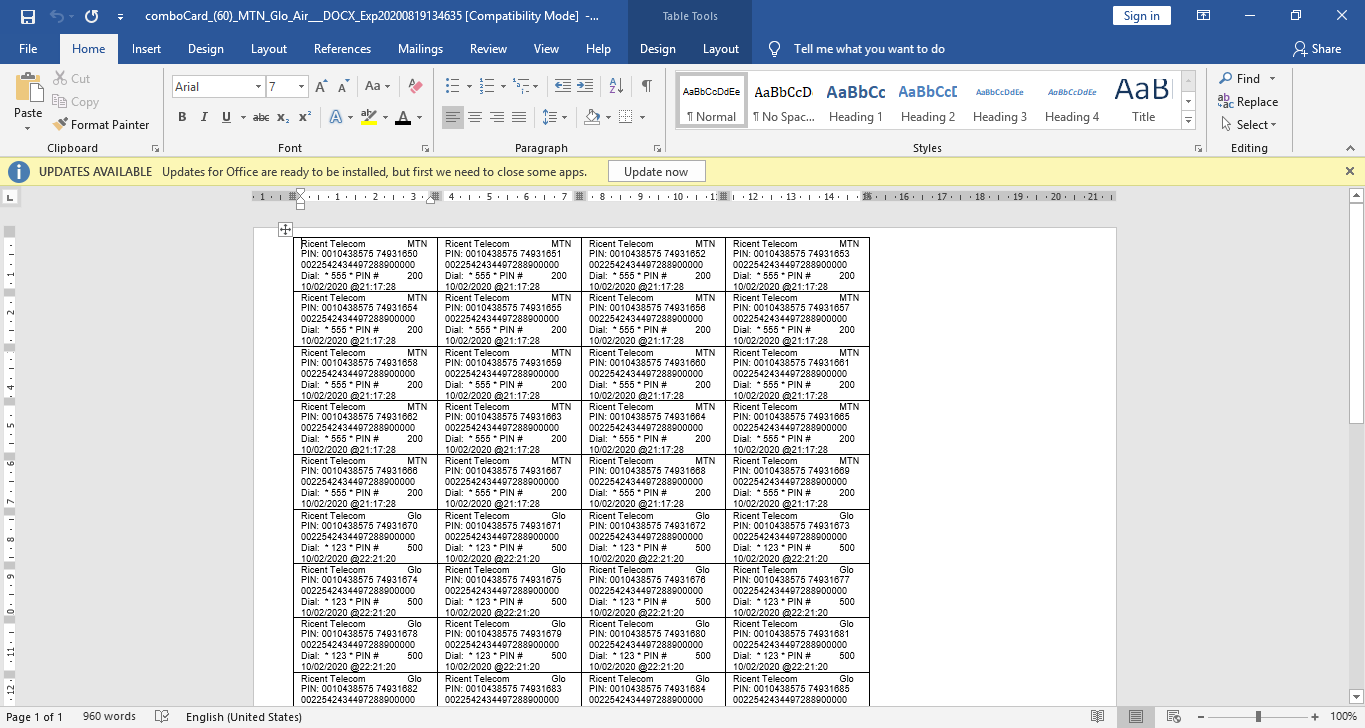 comboCard_(60)_MTN_Glo_Air___DOCX_Exp20200819134635 [Compatibility Mode] -...
Table Tools
Sign in
File Home Insert Design Layout References Mailings Review View Help Design Layout Tell me what you want to do Share
Cut
Copy
Paste
Format Painter
Clipboard
Arial 7
Font
Paragraph
AaBbCcDdEe AaBbCcD AaBbCc AaBbCcE AaBbCcDdEe AaBbCcDdEe AaB
¶ Normal ¶ No Spac... Heading 1 Heading 2 Heading 3 Heading 4 Title
Styles
Find
Replace
Select
Editing
UPDATES AVAILABLE Updates for Office are ready to be installed, but first we need to close some apps. Update now
Ricent Telecom MTN Ricent Telecom MTN Ricent Telecom MTN Ricent Telecom MTN
PIN: 0010438575 74931650 PIN: 0010438575 74931651 PIN: 0010438575 74931652 PIN: 0010438575 74931653
0022542434497288900000 0022542434497288900000 0022542434497288900000 0022542434497288900000
Dial: * 555 * PIN # 200 Dial: * 555 * PIN # 200 Dial: * 555 * PIN # 200 Dial: * 555 * PIN # 200
10/02/2020 @21:17:28 10/02/2020 @21:17:28 10/02/2020 @21:17:28 10/02/2020 @21:17:28
Ricent Telecom MTN Ricent Telecom MTN Ricent Telecom MTN Ricent Telecom MTN
PIN: 0010438575 74931654 PIN: 0010438575 74931655 PIN: 0010438575 74931656 PIN: 0010438575 74931657
0022542434497288900000 0022542434497288900000 0022542434497288900000 0022542434497288900000
Dial: * 555 * PIN # 200 Dial: * 555 * PIN # 200 Dial: * 555 * PIN # 200 Dial: * 555 * PIN # 200
10/02/2020 @21:17:28 10/02/2020 @21:17:28 10/02/2020 @21:17:28 10/02/2020 @21:17:28
Ricent Telecom MTN Ricent Telecom MTN Ricent Telecom MTN Ricent Telecom MTN
PIN: 0010438575 74931658 PIN: 0010438575 74931659 PIN: 0010438575 74931660 PIN: 0010438575 74931661
0022542434497288900000 0022542434497288900000 0022542434497288900000 0022542434497288900000
Dial: * 555 * PIN # 200 Dial: * 555 * PIN # 200 Dial: * 555 * PIN # 200 Dial: * 555 * PIN # 200
10/02/2020 @21:17:28 10/02/2020 @21:17:28 10/02/2020 @21:17:28 10/02/2020 @21:17:28
Ricent Telecom MTN Ricent Telecom MTN Ricent Telecom MTN Ricent Telecom MTN
PIN: 0010438575 74931662 PIN: 0010438575 74931663 PIN: 0010438575 74931664 PIN: 0010438575 74931665
0022542434497288900000 0022542434497288900000 0022542434497288900000 0022542434497288900000
Dial: * 555 * PIN # 200 Dial: * 555 * PIN # 200 Dial: * 555 * PIN # 200 Dial: * 555 * PIN # 200
10/02/2020 @21:17:28 10/02/2020 @21:17:28 10/02/2020 @21:17:28 10/02/2020 @21:17:28
Ricent Telecom MTN Ricent Telecom MTN Ricent Telecom MTN Ricent Telecom MTN
PIN: 0010438575 74931666 PIN: 0010438575 74931667 PIN: 0010438575 74931668 PIN: 0010438575 74931669
0022542434497288900000 0022542434497288900000 0022542434497288900000 0022542434497288900000
Dial: * 555 * PIN # 200 Dial: * 555 * PIN # 200 Dial: * 555 * PIN # 200 Dial: * 555 * PIN # 200
10/02/2020 @21:17:28 10/02/2020 @21:17:28 10/02/2020 @21:17:28 10/02/2020 @21:17:28
Ricent Telecom Glo Ricent Telecom Glo Ricent Telecom Glo Ricent Telecom Glo
PIN: 0010438575 74931670 PIN: 0010438575 74931671 PIN: 0010438575 74931672 PIN: 0010438575 74931673
0022542434497288900000 0022542434497288900000 0022542434497288900000 0022542434497288900000
Dial: * 123 * PIN # 500 Dial: * 123 * PIN # 500 Dial: * 123 * PIN # 500 Dial: * 123 * PIN # 500
10/02/2020 @22:21:20 10/02/2020 @22:21:20 10/02/2020 @22:21:20 10/02/2020 @22:21:20
Ricent Telecom Glo Ricent Telecom Glo Ricent Telecom Glo Ricent Telecom Glo
PIN: 0010438575 74931674 PIN: 0010438575 74931675 PIN: 0010438575 74931676 PIN: 0010438575 74931677
0022542434497288900000 0022542434497288900000 0022542434497288900000 0022542434497288900000
Dial: * 123 * PIN # 500 Dial: * 123 * PIN # 500 Dial: * 123 * PIN # 500 Dial: * 123 * PIN # 500
10/02/2020 @22:21:20 10/02/2020 @22:21:20 10/02/2020 @22:21:20 10/02/2020 @22:21:20
Ricent Telecom Glo Ricent Telecom Glo Ricent Telecom Glo Ricent Telecom Glo
PIN: 0010438575 74931678 PIN: 0010438575 74931679 PIN: 0010438575 74931680 PIN: 0010438575 74931681
0022542434497288900000 0022542434497288900000 0022542434497288900000 0022542434497288900000
Dial: * 123 * PIN # 500 Dial: * 123 * PIN # 500 Dial: * 123 * PIN # 500 Dial: * 123 * PIN # 500
10/02/2020 @22:21:20 10/02/2020 @22:21:20 10/02/2020 @22:21:20 10/02/2020 @22:21:20
Ricent Telecom Glo Ricent Telecom Glo Ricent Telecom Glo Ricent Telecom Glo
PIN: 0010438575 74931682 PIN: 0010438575 74931683 PIN: 0010438575 74931684 PIN: 0010438575 74931685
0022542434497288900000 0022542434497288900000 0022542434497288900000 0022542434497288900000
Page 1 of 1 960 words English (United States) 100%